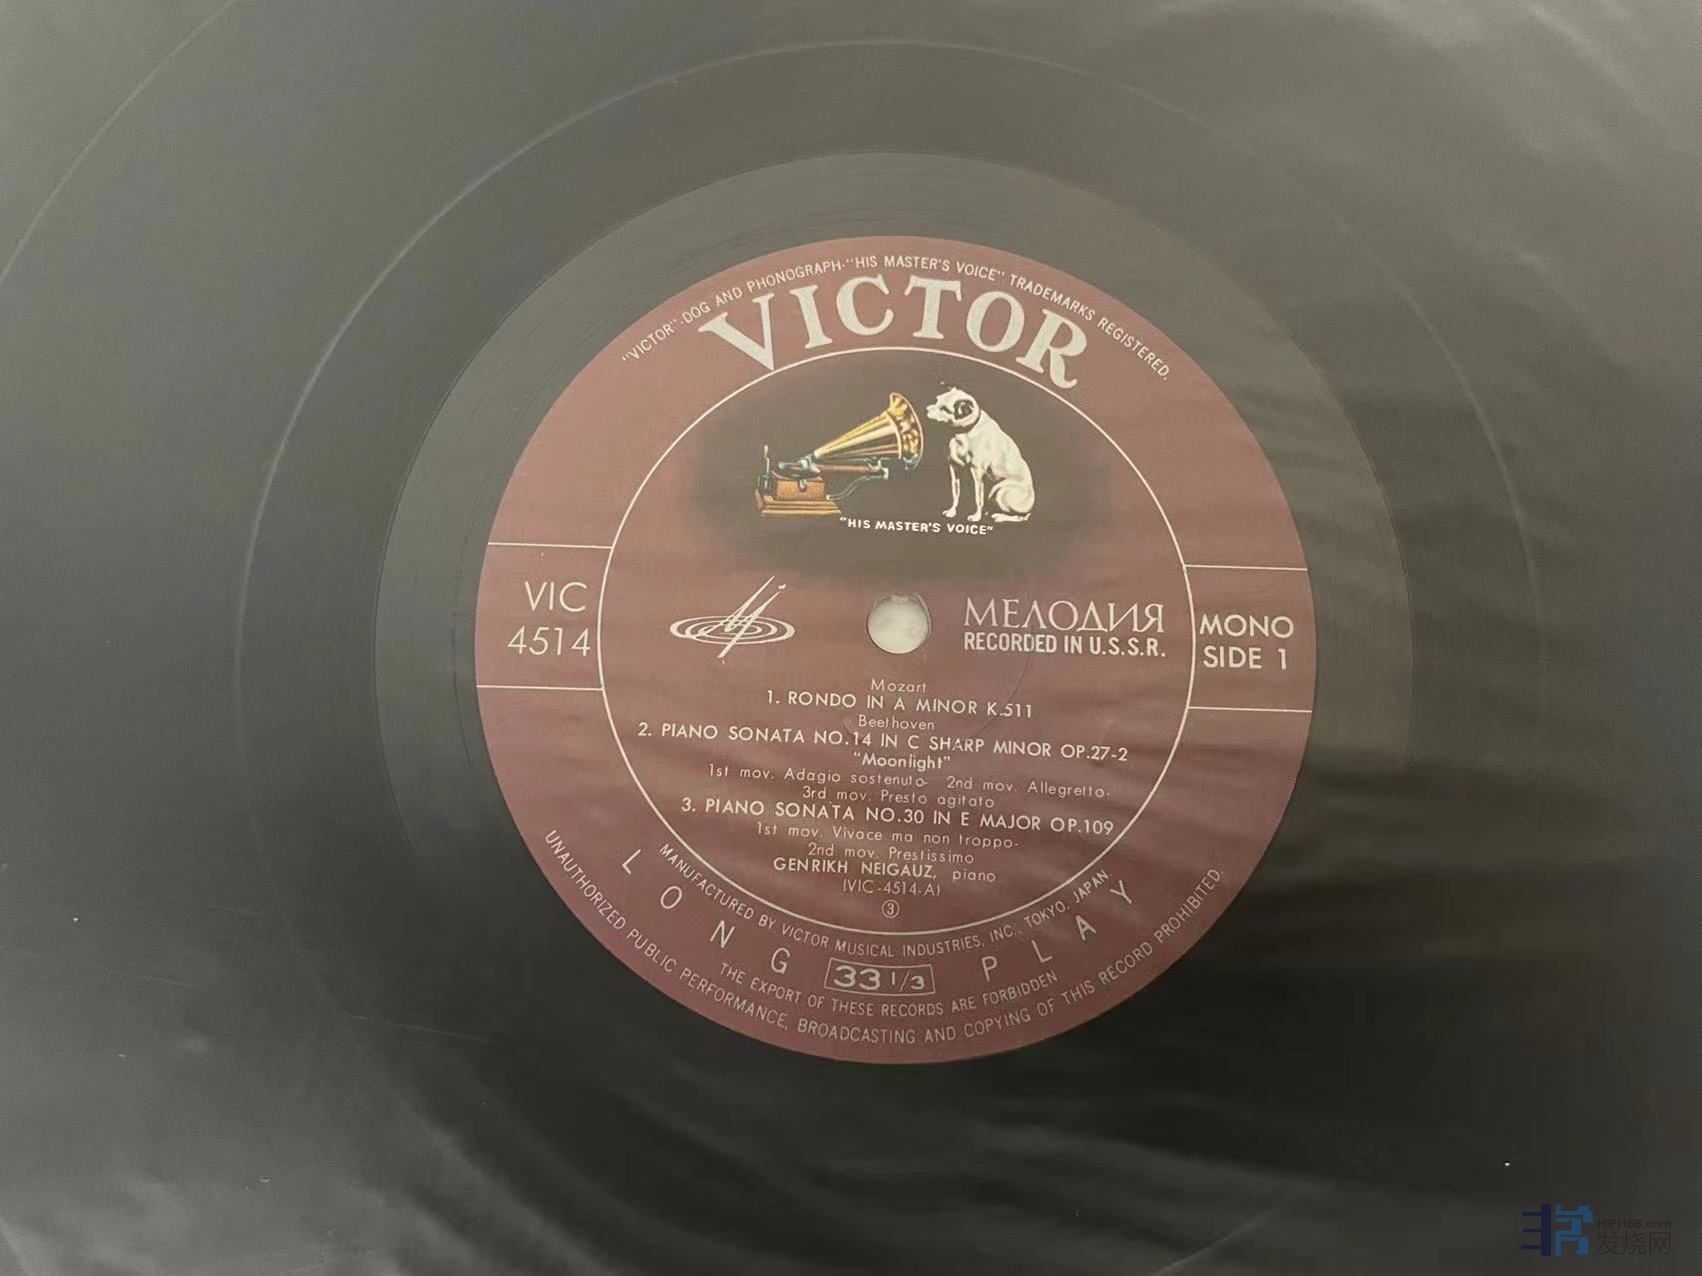 "VICTOR"-DOG AND PHONOGRAPH-"HIS MASTER'S VOICE" TRADEMARKS REGISTERED.
VICTOR
"HIS MASTER'S VOICE"
VIC
4514
МЕЛОДИЯ
RECORDED IN U.S.S.R.
MONO
SIDE 1
Mozart
1. RONDO IN A MINOR K.511
Beethoven
2. PIANO SONATA NO.14 IN C SHARP MINOR OP.27-2
"Moonlight"
1st mov. Adagio sostenuto- 2nd mov. Allegretto-
3rd mov. Presto agitato
3. PIANO SONATA NO.30 IN E MAJOR OP.109
1st mov. Vivace ma non troppo-
2nd mov. Prestissimo
GENRIKH NEIGAUZ, piano
(VIC-4514-A)
③
MANUFACTURED BY VICTOR MUSICAL INDUSTRIES, INC., TOKYO, JAPAN.
LONG PLAY
33 1/3
THE EXPORT OF THESE RECORDS ARE FORBIDDEN
UNAUTHORIZED PUBLIC PERFORMANCE, BROADCASTING AND COPYING OF THIS RECORD PROHIBITED.
HIFI168.com
发烧网